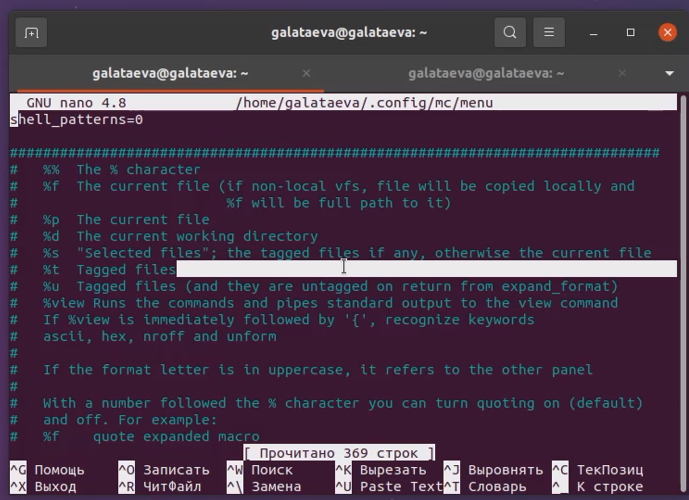 galataeva@galataeva: ~
galataeva@galataeva: ~ galataeva@galataeva: ~
GNU nano 4.8 /home/galataeva/.config/mc/menu
shell_patterns=0
###############################################################################
# %% The % character
# %f The current file (if non-local vfs, file will be copied locally and
# %f will be full path to it)
# %p The current file
# %d The current working directory
# %s "Selected files"; the tagged files if any, otherwise the current file
# %t Tagged files
# %u Tagged files (and they are untagged on return from expand_format)
# %view Runs the commands and pipes standard output to the view command
# If %view is immediately followed by '{', recognize keywords
# ascii, hex, nroff and unform
#
# If the format letter is in uppercase, it refers to the other panel
#
# With a number followed the % character you can turn quoting on (default)
# and off. For example:
# %f quote expanded macro
[ Прочитано 369 строк ]
^G Помощь ^O Записать ^W Поиск ^K Вырезать ^J Выровнять ^C ТекПозиц
^X Выход ^R ЧитФайл ^\ Замена ^U Paste Text ^T Словарь ^_ К строке